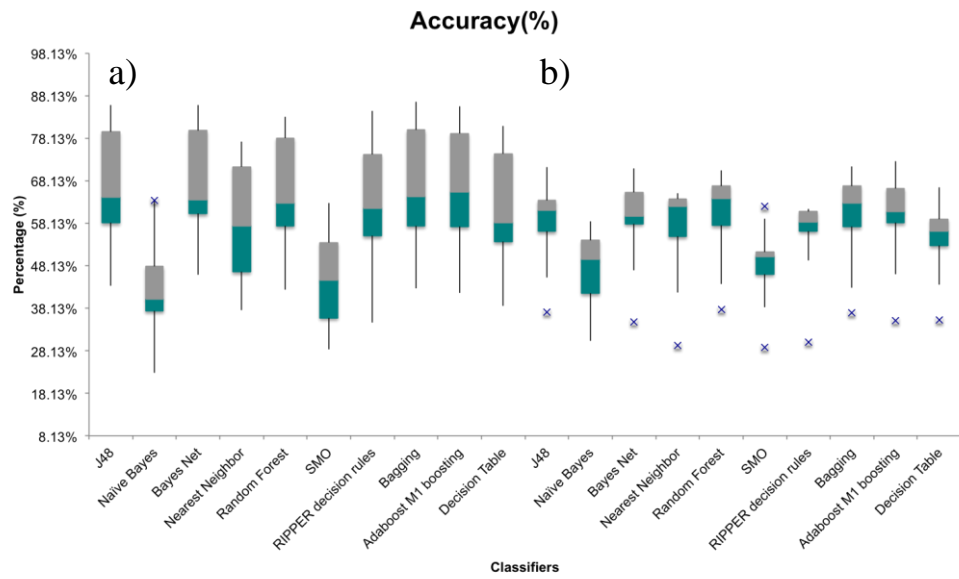 Accuracy(%)
a)
b)
98.13%
88.13%
78.13%
68.13%
58.13%
48.13%
38.13%
28.13%
18.13%
8.13%
Percentage (%)
J48
Naïve Bayes
Bayes Net
Nearest Neighbor
Random Forest
SMO
RIPPER decision rules
Bagging
Adaboost M1 boosting
Decision Table
J48
Naïve Bayes
Bayes Net
Nearest Neighbor
Random Forest
SMO
RIPPER decision rules
Bagging
Adaboost M1 boosting
Decision Table
Classifiers